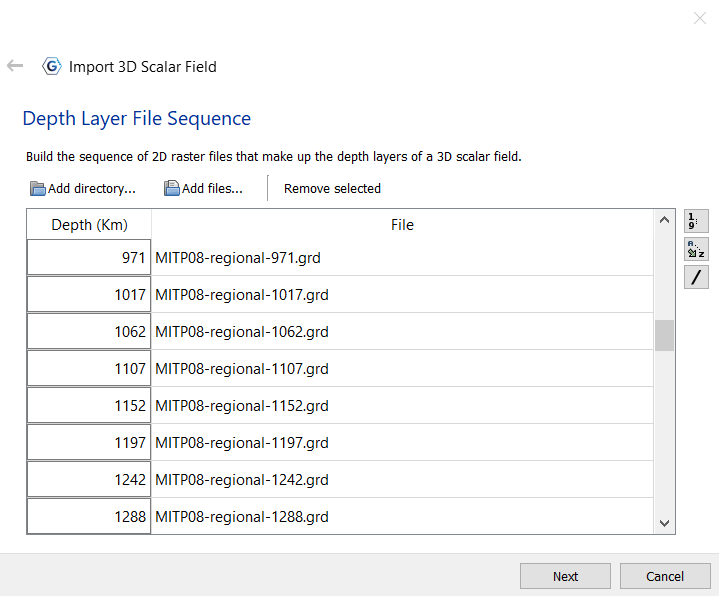 Import 3D Scalar Field
Depth Layer File Sequence
Build the sequence of 2D raster files that make up the depth layers of a 3D scalar field.
Add directory... Add files... Remove selected
Depth (Km) File
971 MITP08-regional-971.grd
1017 MITP08-regional-1017.grd
1062 MITP08-regional-1062.grd
1107 MITP08-regional-1107.grd
1152 MITP08-regional-1152.grd
1197 MITP08-regional-1197.grd
1242 MITP08-regional-1242.grd
1288 MITP08-regional-1288.grd
Next Cancel